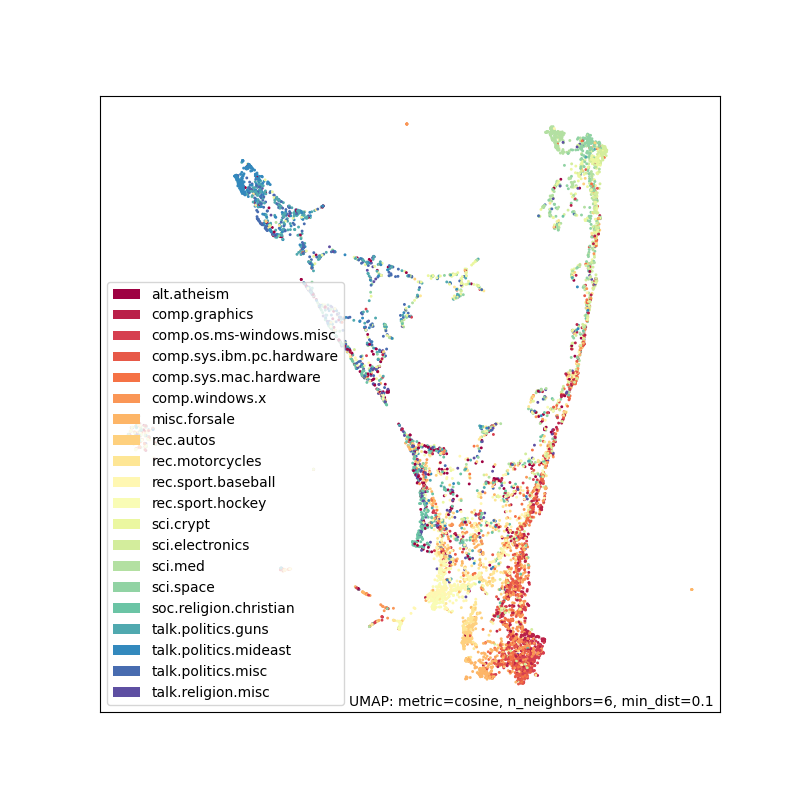 alt.atheism
comp.graphics
comp.os.ms-windows.misc
comp.sys.ibm.pc.hardware
comp.sys.mac.hardware
comp.windows.x
misc.forsale
rec.autos
rec.motorcycles
rec.sport.baseball
rec.sport.hockey
sci.crypt
sci.electronics
sci.med
sci.space
soc.religion.christian
talk.politics.guns
talk.politics.mideast
talk.politics.misc
talk.religion.misc
UMAP: metric=cosine, n_neighbors=6, min_dist=0.1